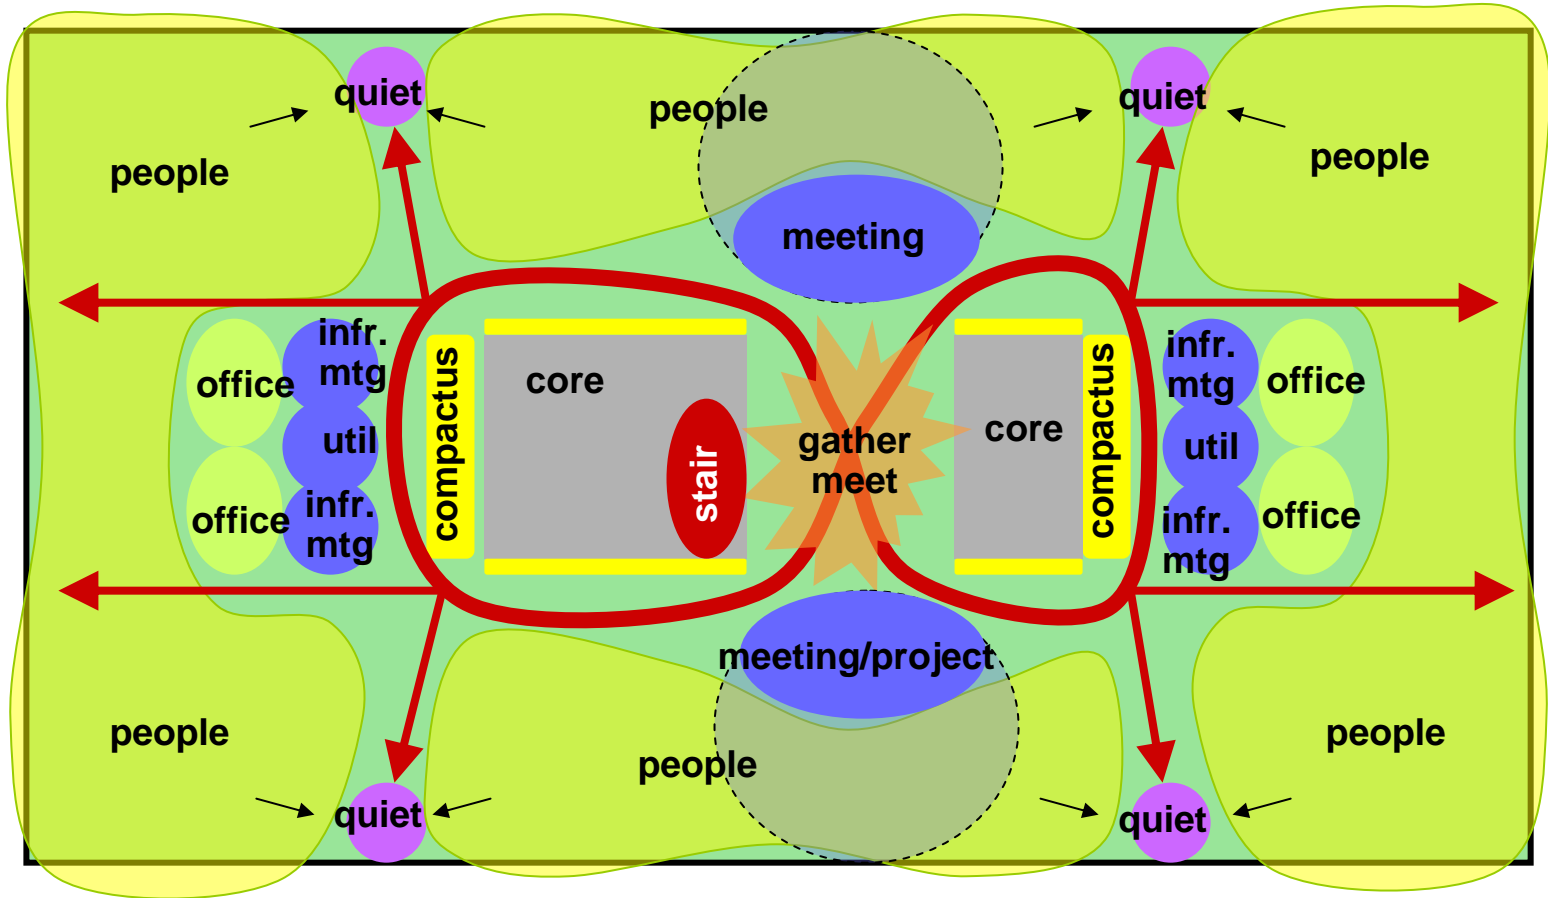 quiet
people
quiet
people
people
meeting
infr.
mtg
office
util
infr.
mtg
office
compactus
core
stair
gather
meet
core
compactus
infr.
mtg
office
util
infr.
mtg
office
meeting/project
people
people
people
quiet
quiet